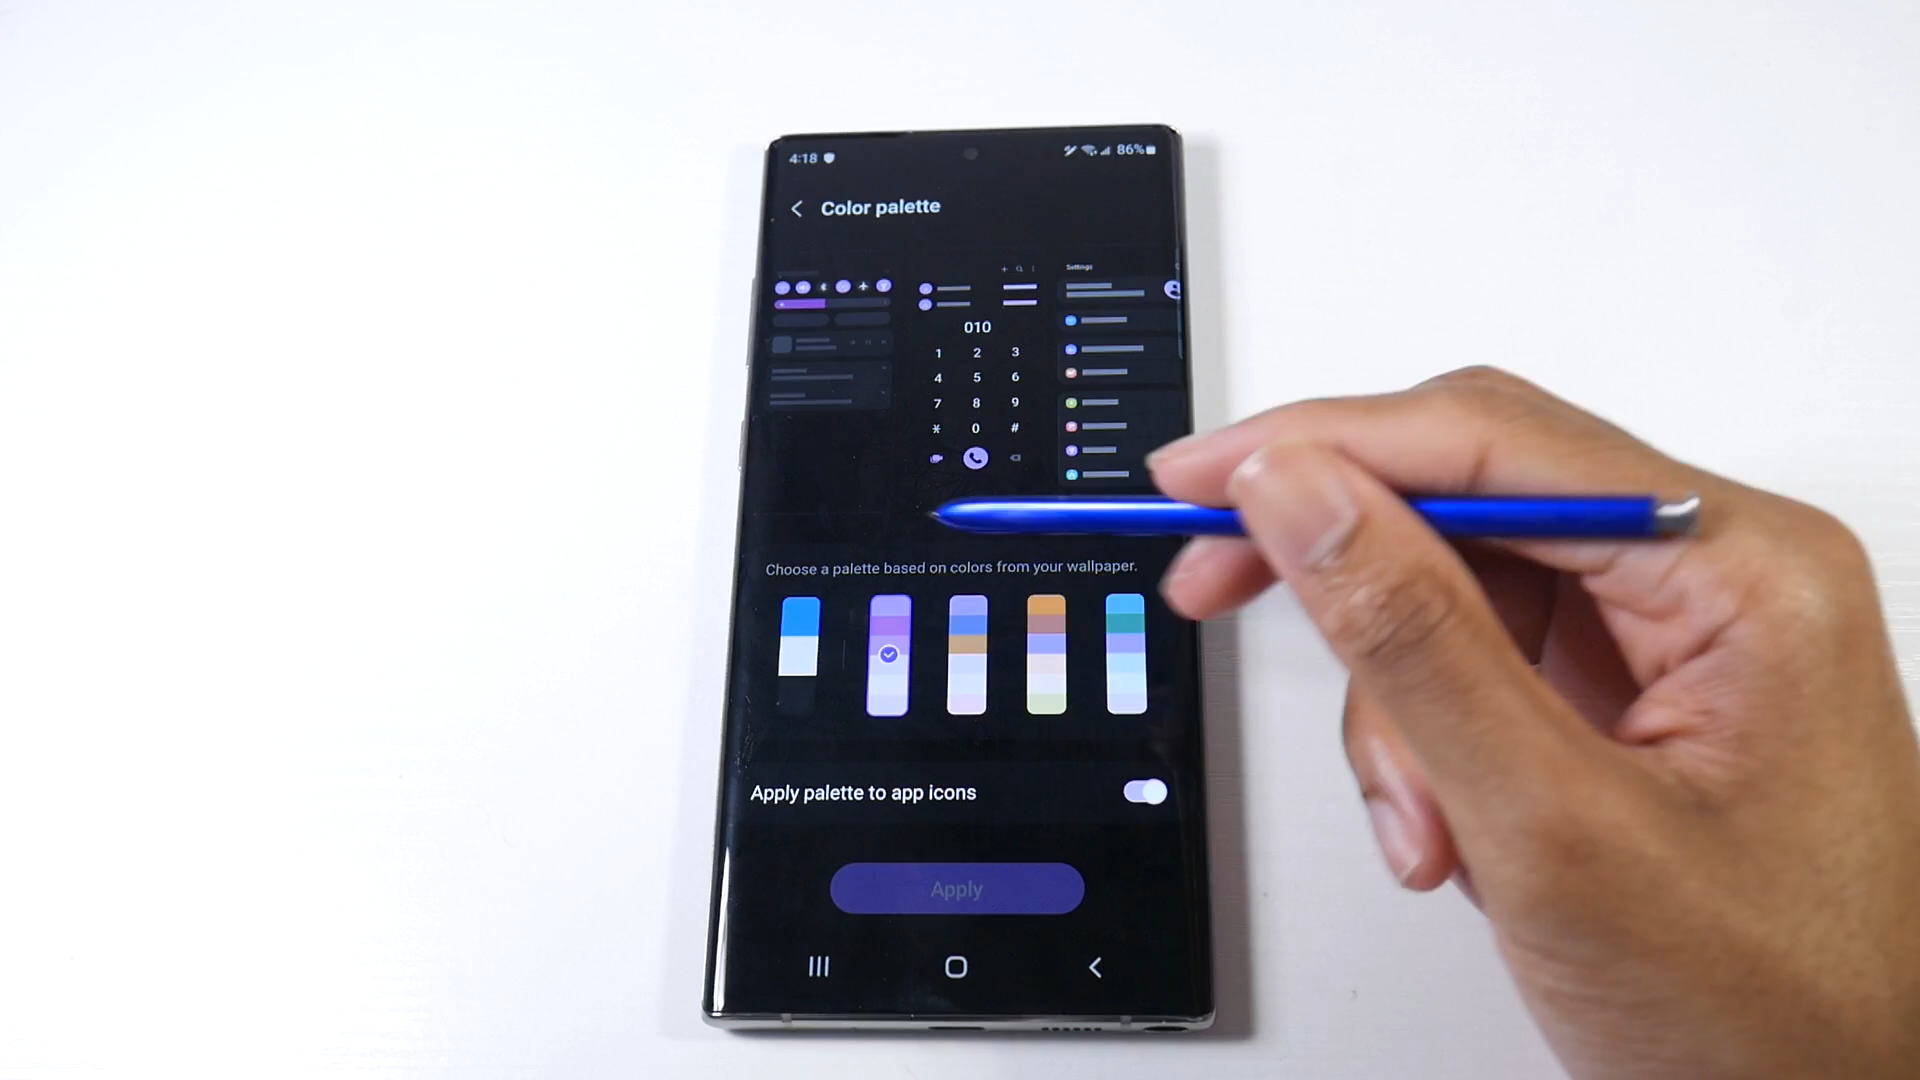 4:18 86%
Color palette
Settings
010
1 2 3
4 5 6
7 8 9
* 0 #
Choose a palette based on colors from your wallpaper.
Apply palette to app icons
Apply